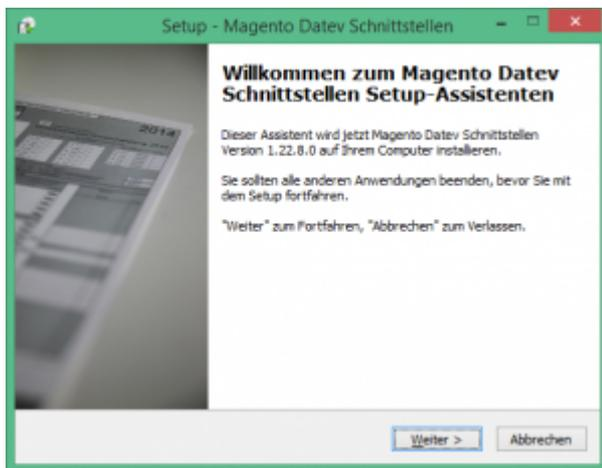 Setup - Magento Datev Schnittstellen
2014
Willkommen zum Magento Datev
Schnittstellen Setup-Assistenten
Dieser Assistent wird jetzt Magento Datev Schnittstellen
Version 1.22.8.0 auf Ihrem Computer installieren.
Sie sollten alle anderen Anwendungen beenden, bevor Sie mit
dem Setup fortfahren.
"Weiter" zum Fortfahren, "Abbrechen" zum Verlassen.
Weiter >
Abbrechen